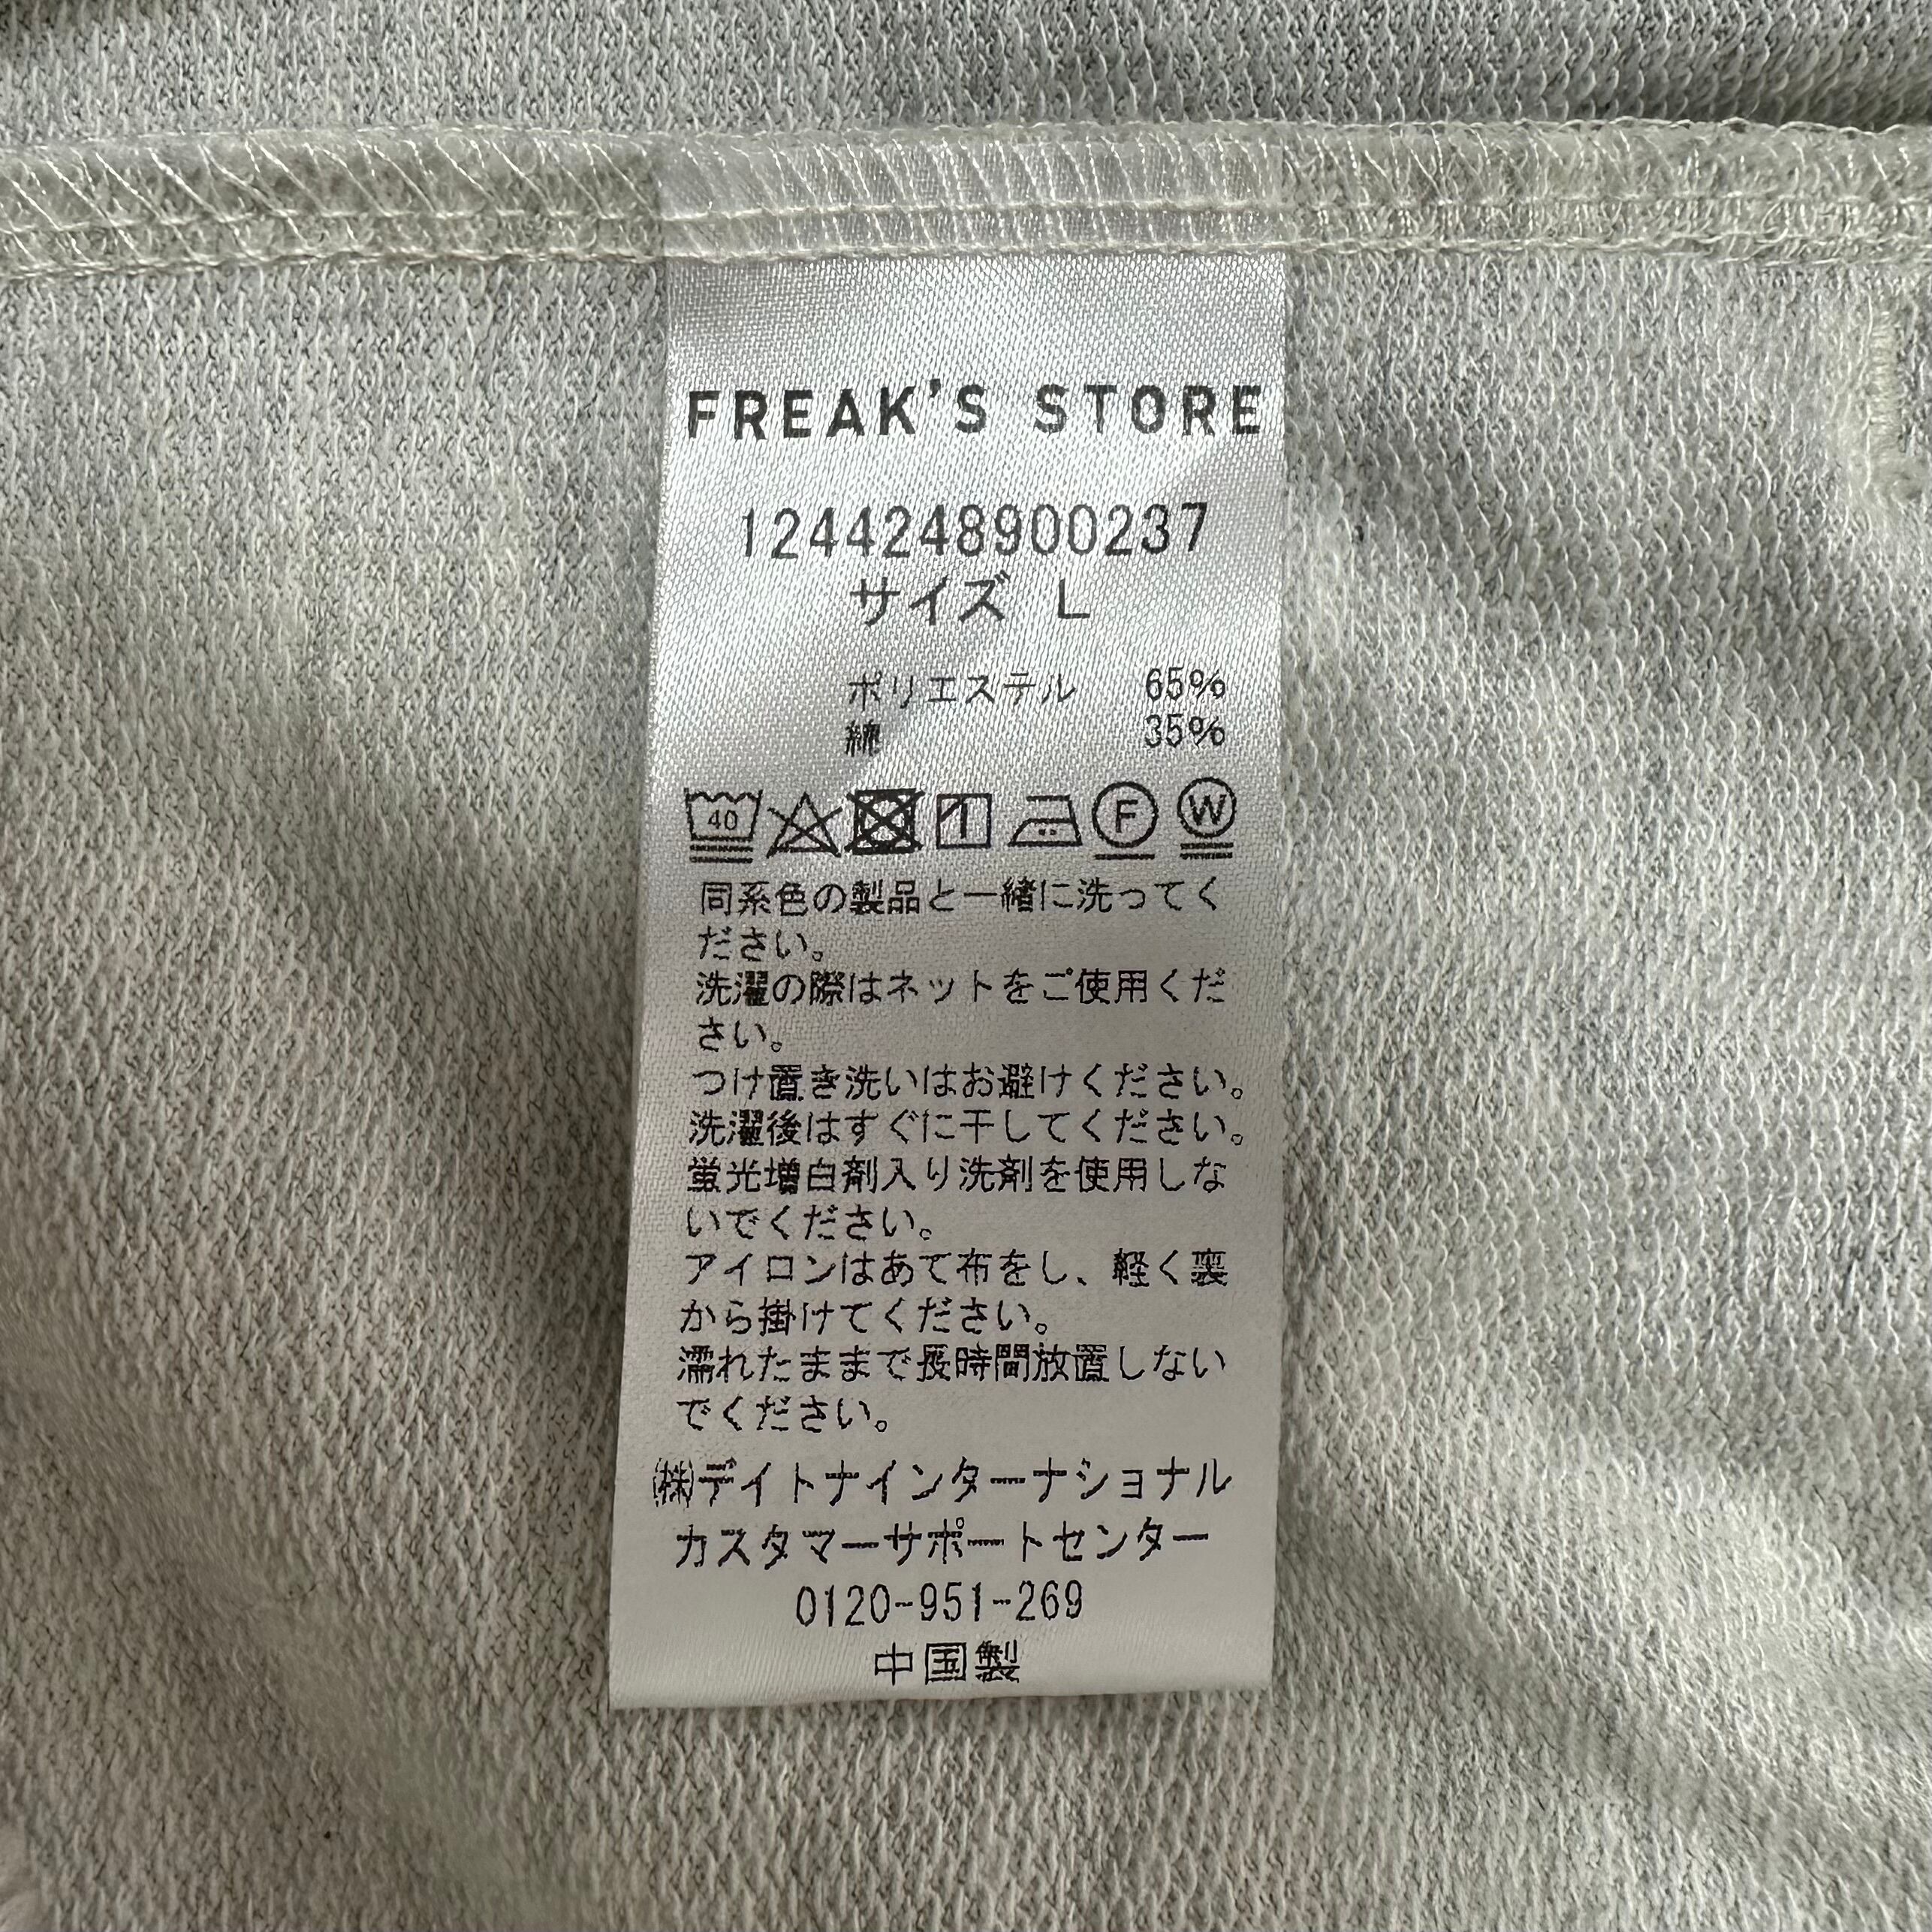 FREAK'S STORE
1244248900237
サイズ L
ポリエステル 65%
綿 35%
40 F W
同系色の製品と一緒に洗ってく
ださい。
洗濯の際はネットをご使用くだ
さい。
つけ置き洗いはお避けください。
洗濯後はすぐに干してください。
蛍光増白剤入り洗剤を使用しな
いでください。
アイロンはあて布をし、軽く裏
から掛けてください。
濡れたままで長時間放置しない
でください。
㈱デイトナインターナショナル
カスタマーサポートセンター
0120-951-269
中国製